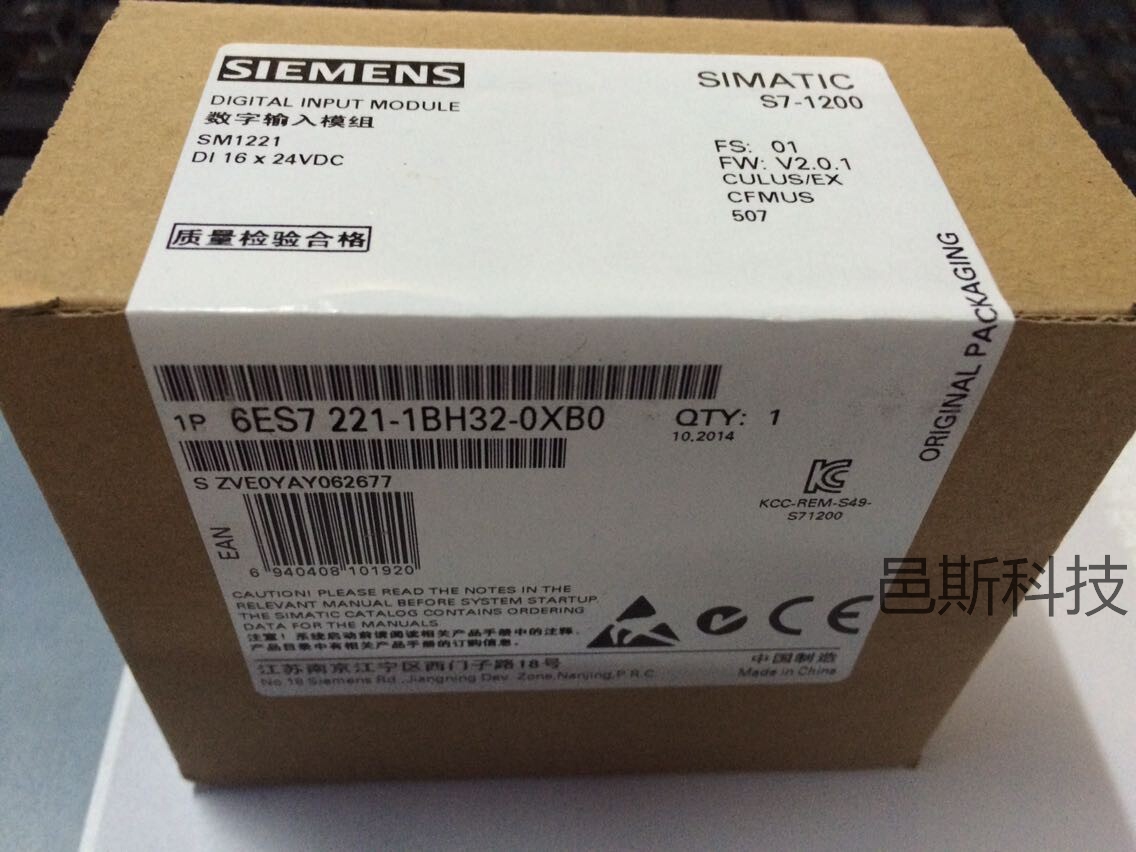 SIEMENS
DIGITAL INPUT MODULE
数字输入模组
SM1221
DI 16 x 24VDC
质量检验合格
SIMATIC
S7-1200
FS: 01
FW: V2.0.1
CULUS/EX
CFMUS
507
ORIGINAL PACKAGING
1P 6ES7 221-1BH32-0XB0
QTY: 1
10.2014
S ZVE0YAY062677
KCC-REM-S49-
S71200
EAN
6 940408 101920
CAUTION! PLEASE READ THE NOTES IN THE
RELEVANT MANUAL BEFORE SYSTEM STARTUP.
THE SIMATIC CATALOG CONTAINS ORDERING
DATA FOR THE MANUALS.
注意! 系统启动前请阅读相关产品手册中的注释.
产品目录中有相关产品手册的订购信息.
CE
江苏南京江宁区西门子路18号
No.18 Siemens Rd.,Jiangning Dev. Zone,Nanjing,P.R.C
中国制造
Made in China
邑斯科技